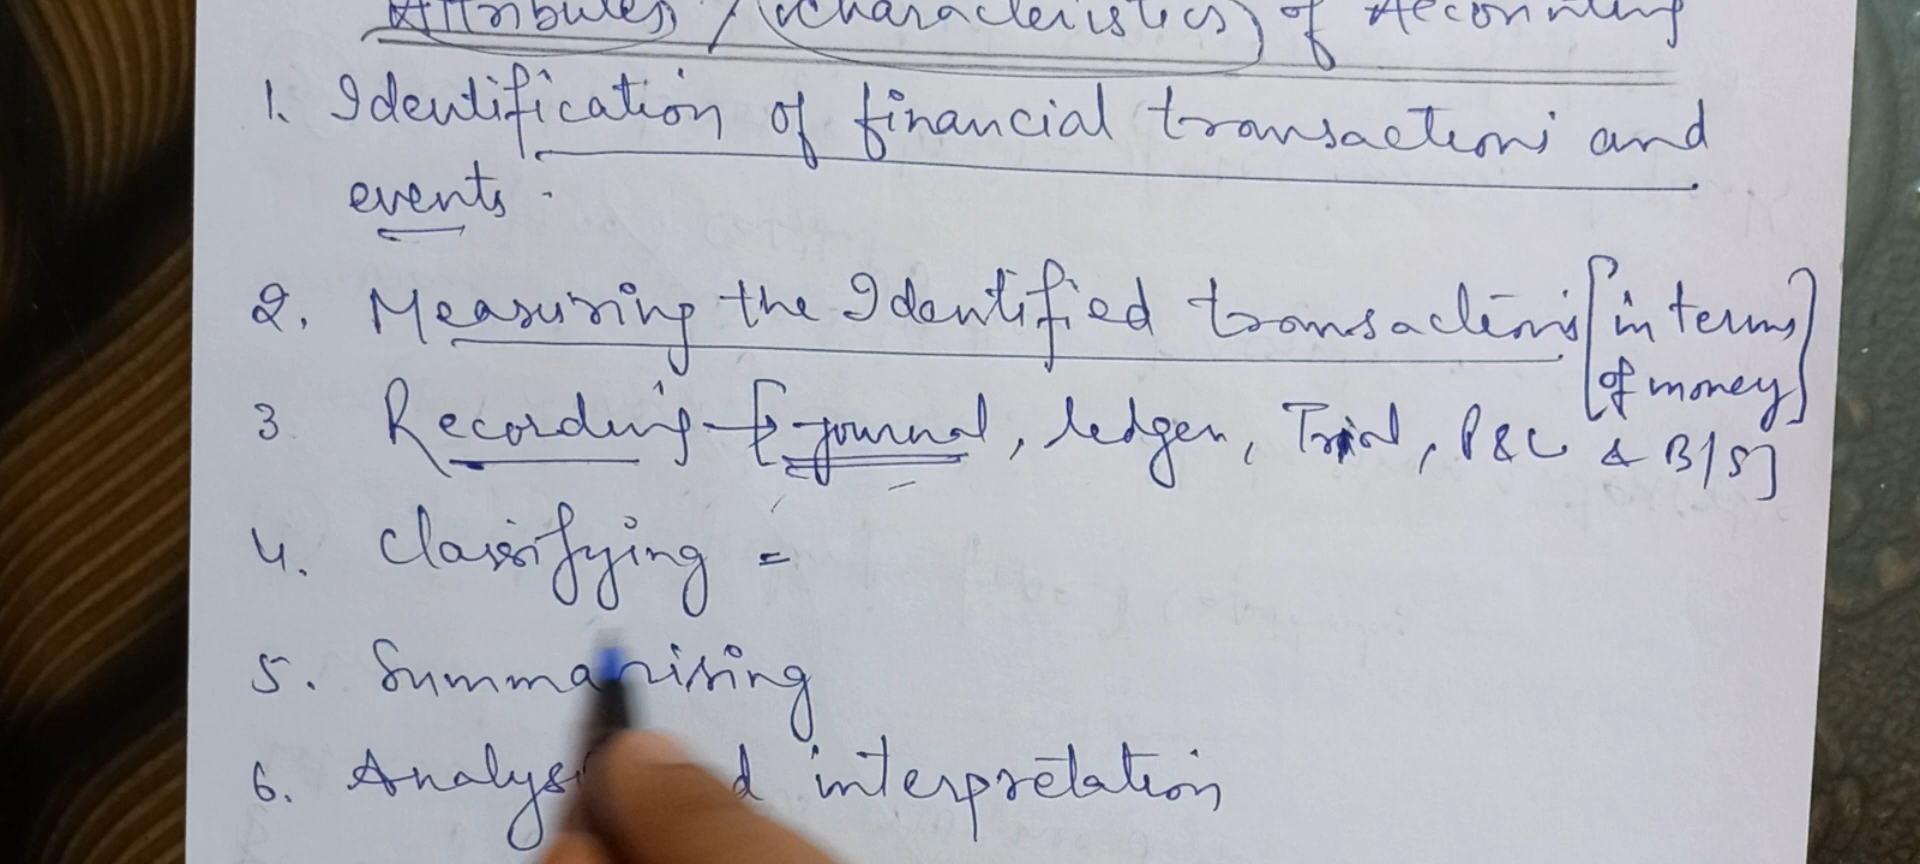 Attributes / Characteristics of Accounting
1. Identification of financial transactions and
events.
2. Measuring the Identified transactions [in terms
of money]
3. Recording - [journal, ledger, Trial, P&L & B/S]
4. Classifying =
5. Summarising
6. interpretation